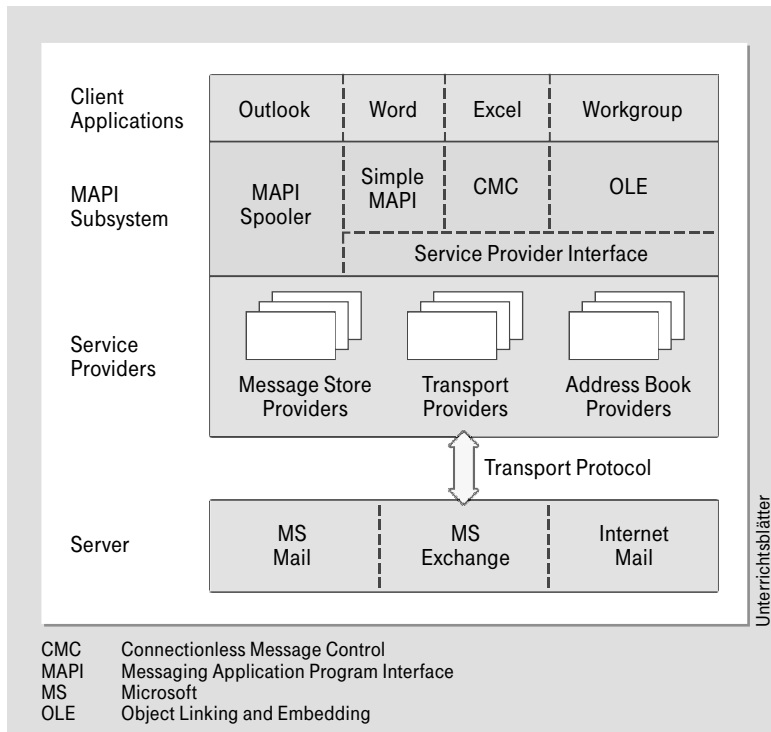 Client
Applications
Outlook
Word
Excel
Workgroup
MAPI
Subsystem
MAPI
Spooler
Simple
MAPI
CMC
OLE
Service Provider Interface
Service
Providers
Message Store
Providers
Transport
Providers
Address Book
Providers
Transport Protocol
Server
MS
Mail
MS
Exchange
Internet
Mail
Unterrichtsblätter
CMC Connectionless Message Control
MAPI Messaging Application Program Interface
MS Microsoft
OLE Object Linking and Embedding